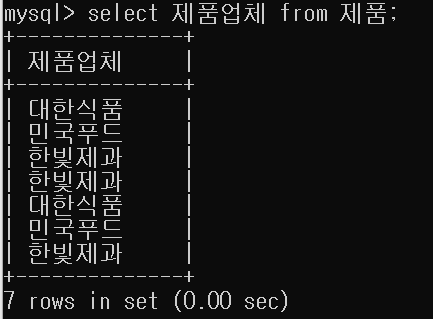 mysql> select 제품업체 from 제품;
+--------------+
| 제품업체     |
+--------------+
| 대한식품     |
| 민국푸드     |
| 한빛제과     |
| 한빛제과     |
| 대한식품     |
| 민국푸드     |
| 한빛제과     |
+--------------+
7 rows in set (0.00 sec)